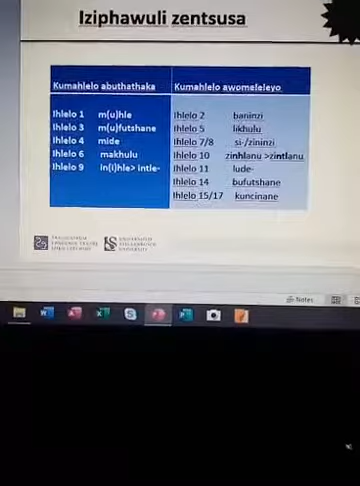 Iziphawuli zentsusa
Kumahlelo abuthathaka
Ihlelo 1 m(u)hle
Ihlelo 3 m(u)futshane
Ihlelo 4 mide
Ihlelo 6 makhulu
Ihlelo 9 in(i)hle> intle-
Kumahlelo awomeleleyo
Ihlelo 2 baninzi
Ihlelo 5 likhulu
Ihlelo 7/8 si-/zininzi
Ihlelo 10 zinhlanu >zintlanu
Ihlelo 11 lude-
Ihlelo 14 bufutshane
Ihlelo 15/17 kuncinane
Notes